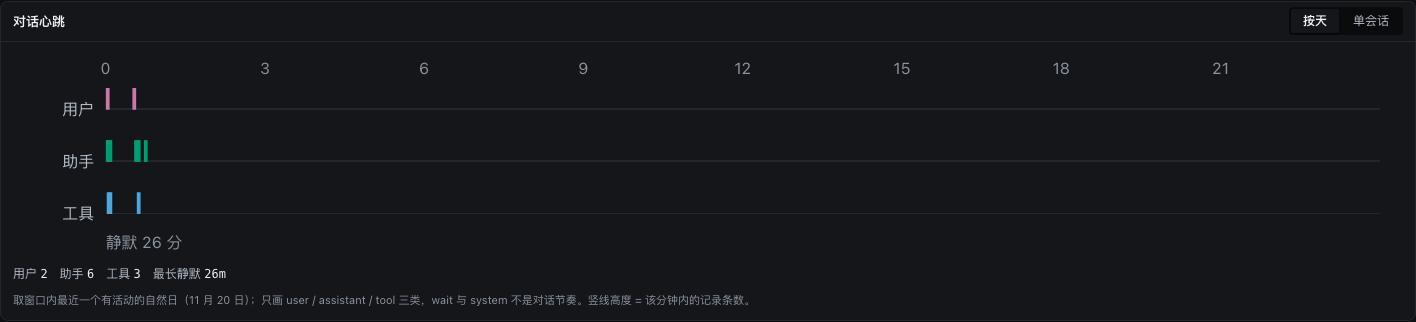 对话心跳
按天 单会话
0 3 6 9 12 15 18 21
用户
助手
工具
静默 26 分
用户 2 助手 6 工具 3 最长静默 26m
取窗口内最近一个有活动的自然日（11 月 20 日）；只画 user / assistant / tool 三类，wait 与 system 不是对话节奏。竖线高度 = 该分钟内的记录条数。